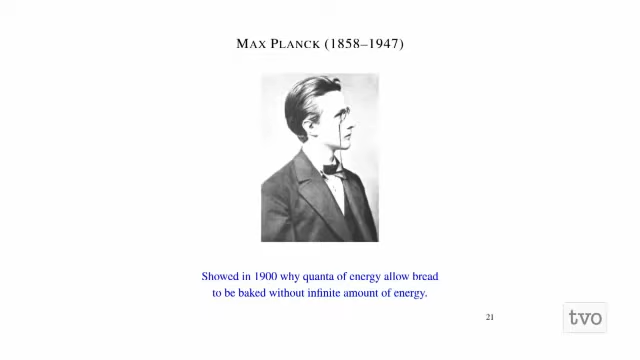 MAX PLANCK (1858–1947)
Showed in 1900 why quanta of energy allow bread
to be baked without infinite amount of energy.
21
tvo